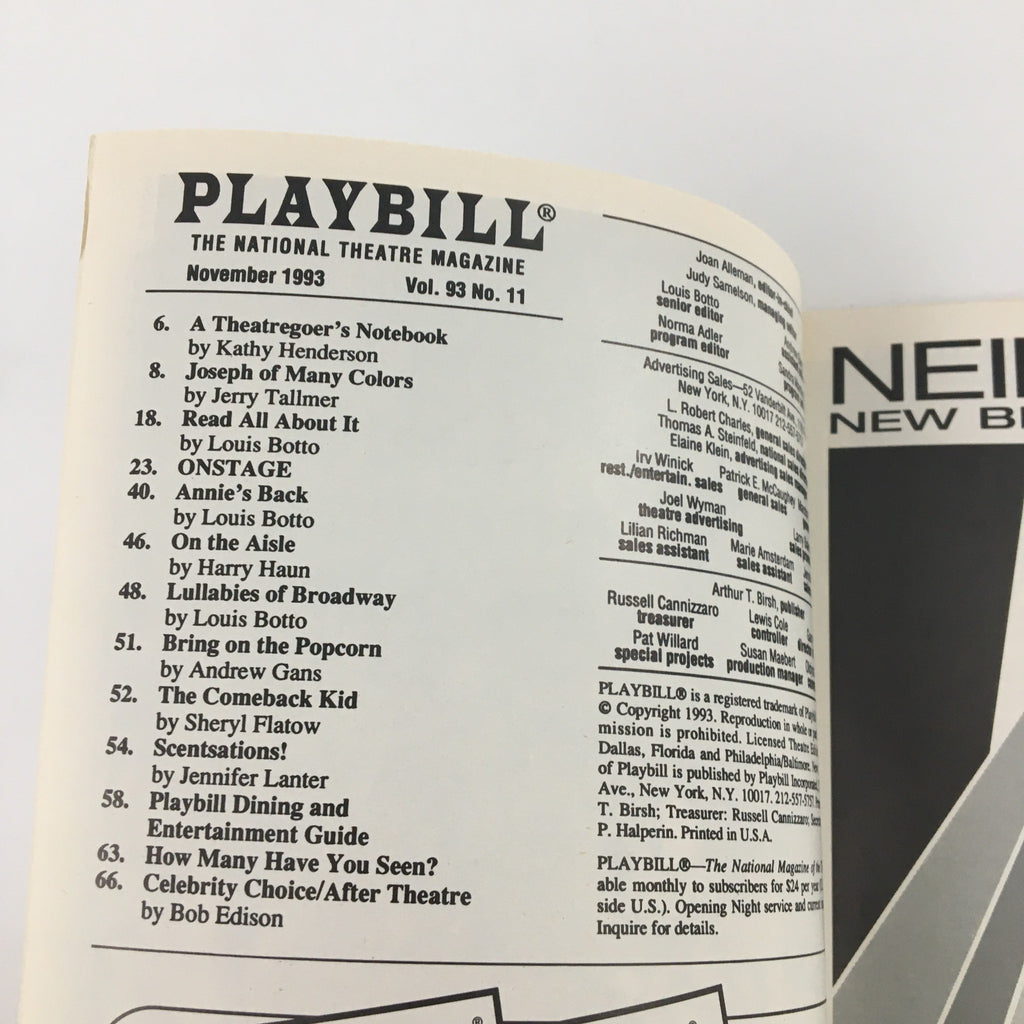 PLAYBILL®
THE NATIONAL THEATRE MAGAZINE
November 1993 Vol. 93 No. 11
6. A Theatregoer's Notebook
by Kathy Henderson
8. Joseph of Many Colors
by Jerry Tallmer
18. Read All About It
by Louis Botto
23. ONSTAGE
40. Annie's Back
by Louis Botto
46. On the Aisle
by Harry Haun
48. Lullabies of Broadway
by Louis Botto
51. Bring on the Popcorn
by Andrew Gans
52. The Comeback Kid
by Sheryl Flatow
54. Scentsations!
by Jennifer Lanter
58. Playbill Dining and
Entertainment Guide
63. How Many Have You Seen?
66. Celebrity Choice/After Theatre
by Bob Edison
Joan Alleman, editor-in-chief
Judy Samelson, managing
Louis Botto
senior editor
Norma Adler
program editor
Advertising Sales—52 Vanderbilt Ave.
New York, N.Y. 10017
L. Robert Charles, general sales
Thomas A. Steinfeld, national sales
Elaine Klein, advertising sales
Irv Winick Patrick E. McCaughey
rest./entertain. sales general sales
Joel Wyman
theatre advertising
Lilian Richman Marie Amsterdam
sales assistant sales assistant
Arthur T. Birsh, publisher
Russell Cannizzaro Lewis Cole
treasurer controller
Pat Willard Susan Maebert
special projects production manager
PLAYBILL® is a registered trademark of
© Copyright 1993. Reproduction in whole or
mission is prohibited. Licensed Theatre
Dallas, Florida and Philadelphia/Baltimore,
of Playbill is published by Playbill Incorporated,
Ave., New York, N.Y. 10017. 212-557-5757.
T. Birsh; Treasurer: Russell Cannizzaro;
P. Halperin. Printed in U.S.A.
PLAYBILL®—The National Magazine of the
able monthly to subscribers for $24 per year
side U.S.). Opening Night service and current
Inquire for details.
NEI
NEW